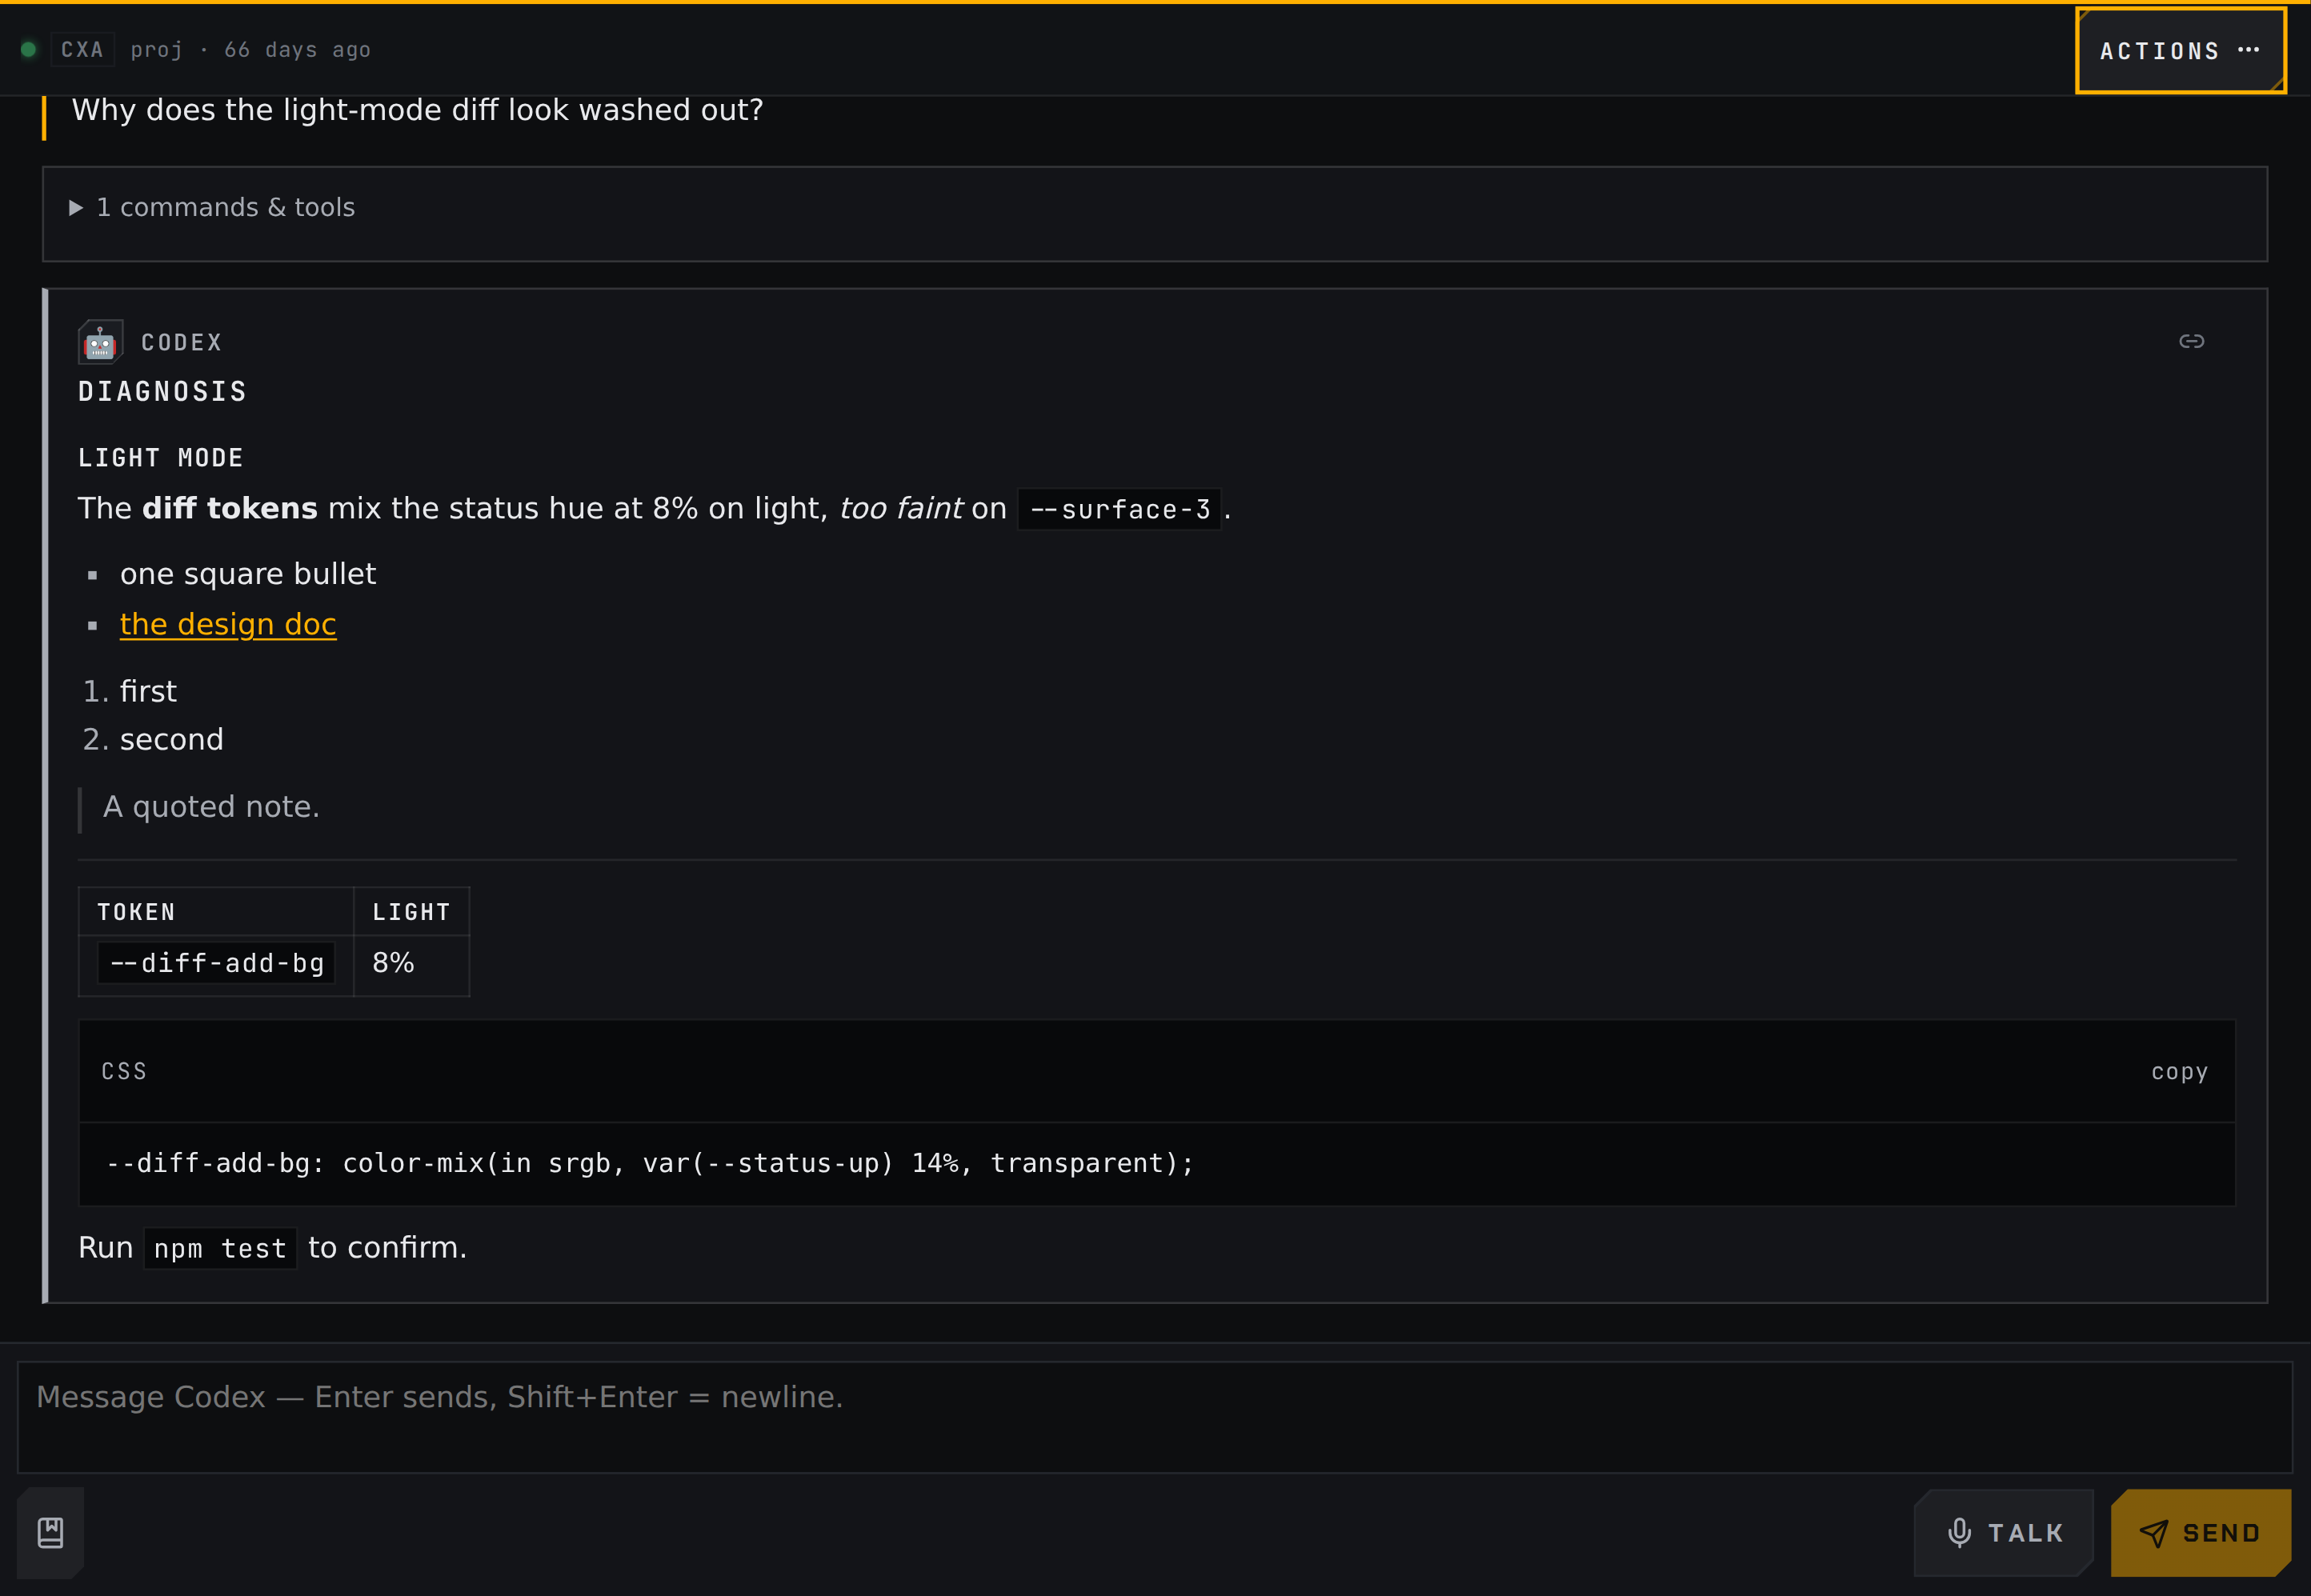 CXA proj · 66 days ago
ACTIONS ···
Why does the light-mode diff look washed out?
▶ 1 commands & tools
CODEX
DIAGNOSIS
LIGHT MODE
The diff tokens mix the status hue at 8% on light, too faint on --surface-3.
▪ one square bullet
▪ the design doc
1. first
2. second
A quoted note.
TOKEN LIGHT
--diff-add-bg 8%
CSS copy
--diff-add-bg: color-mix(in srgb, var(--status-up) 14%, transparent);
Run npm test to confirm.
Message Codex — Enter sends, Shift+Enter = newline.
TALK SEND